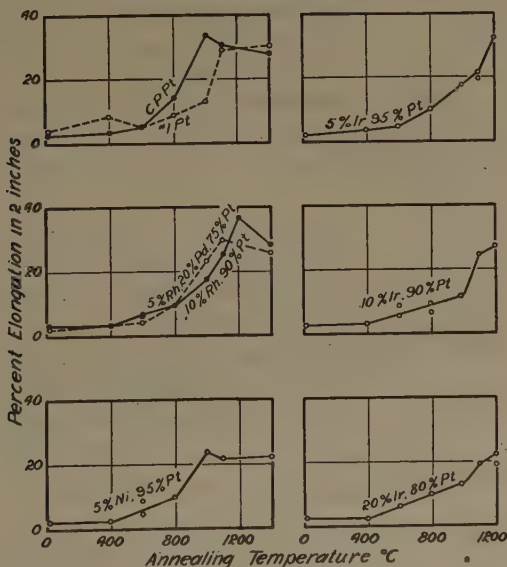 Percent Elongation in 2 inches
40
20
0
C P Pt
#1 Pt
5% Ir. 95% Pt
40
20
0
5% Rh. 20% Pd. 75% Pt
10% Rh. 90% Pt
10% Ir. 90% Pt
40
20
0
5% Ni. 95% Pt
20% Ir. 80% Pt
0 400 800 1200 0 400 800 1200
Annealing Temperature °C